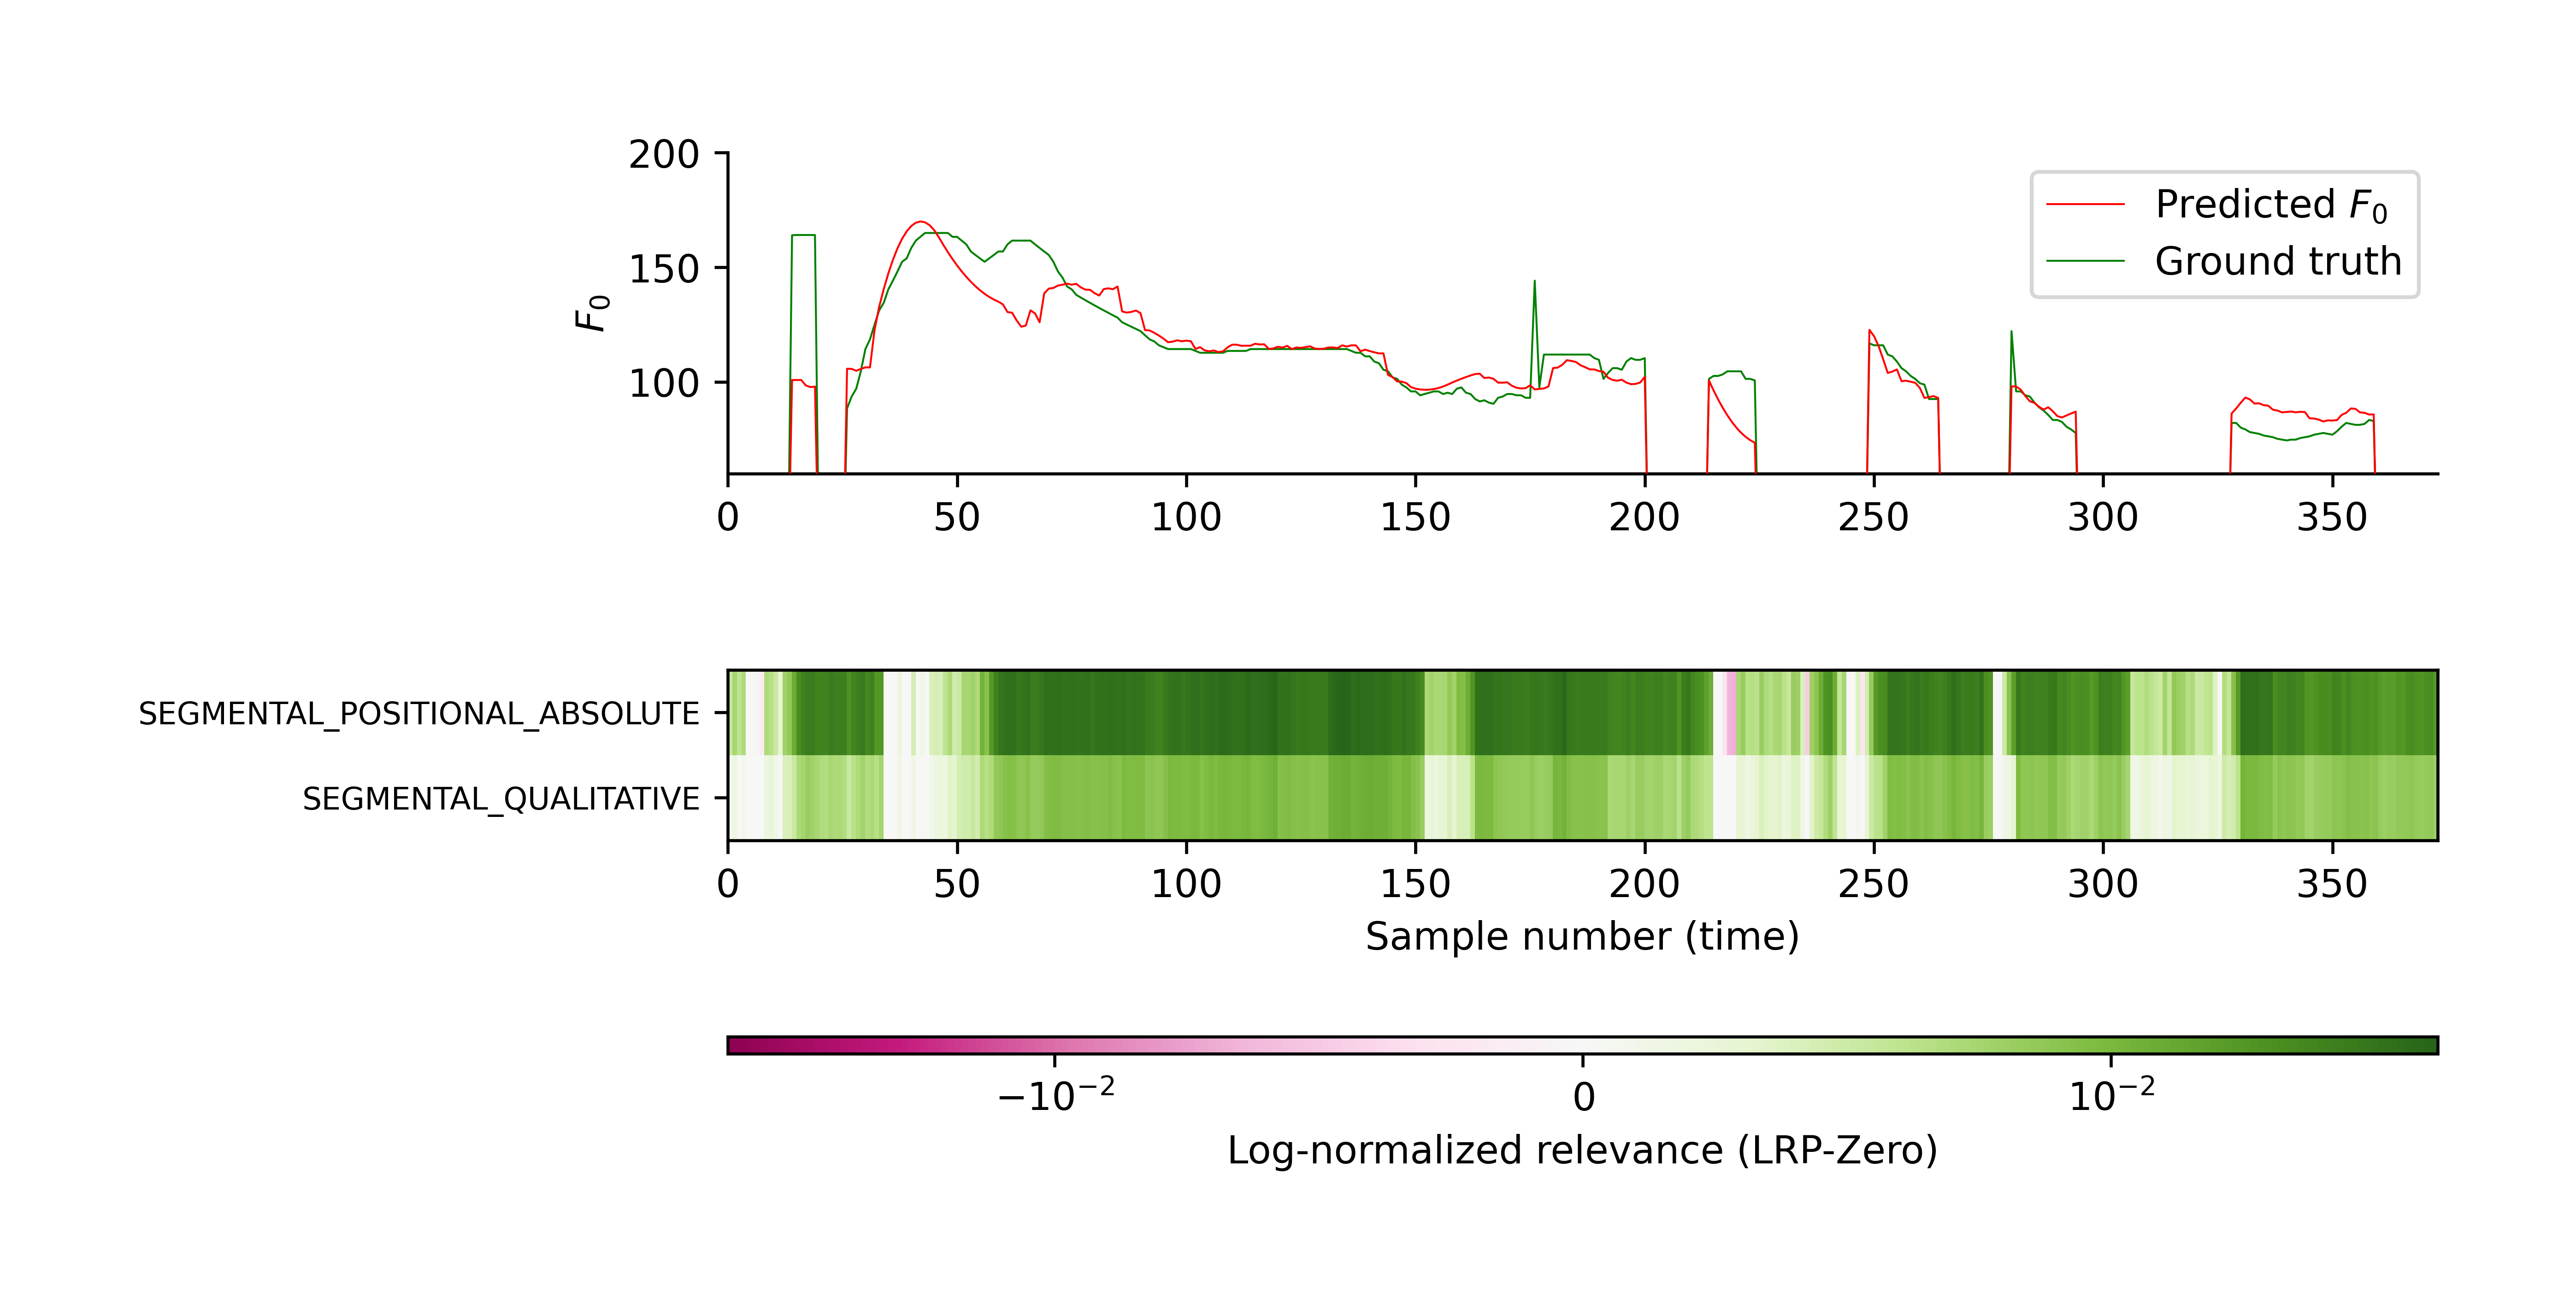 200
150
100
F₀
Predicted F₀
Ground truth
0 50 100 150 200 250 300 350
SEGMENTAL_POSITIONAL_ABSOLUTE
SEGMENTAL_QUALITATIVE
0 50 100 150 200 250 300 350
Sample number (time)
−10⁻² 0 10⁻²
Log-normalized relevance (LRP-Zero)